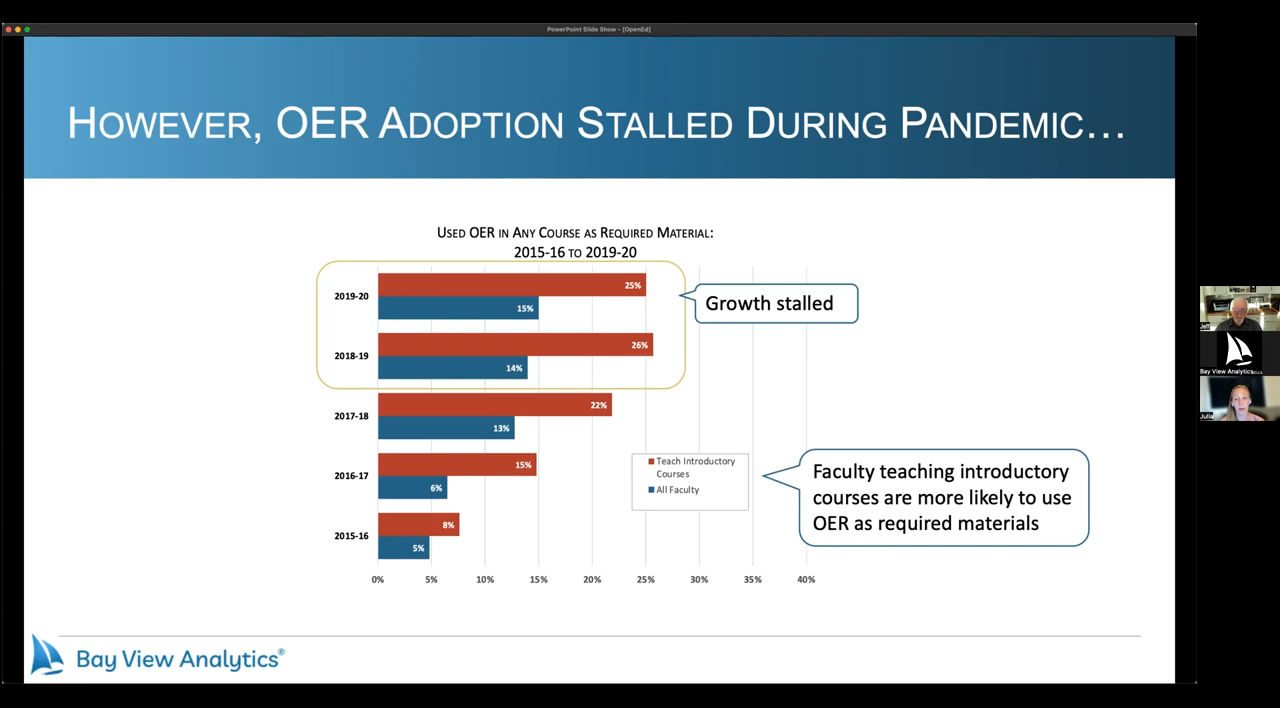 PowerPoint Slide Show - [OpenEd]
HOWEVER, OER ADOPTION STALLED DURING PANDEMIC...
USED OER IN ANY COURSE AS REQUIRED MATERIAL:
2015-16 TO 2019-20
2019-20
25%
15%
Growth stalled
2018-19
26%
14%
2017-18
22%
13%
2016-17
15%
6%
2015-16
8%
5%
Teach Introductory
Courses
All Faculty
Faculty teaching introductory
courses are more likely to use
OER as required materials
0% 5% 10% 15% 20% 25% 30% 35% 40%
Bay View Analytics®
Jeff
Bay View Analytics
Julia